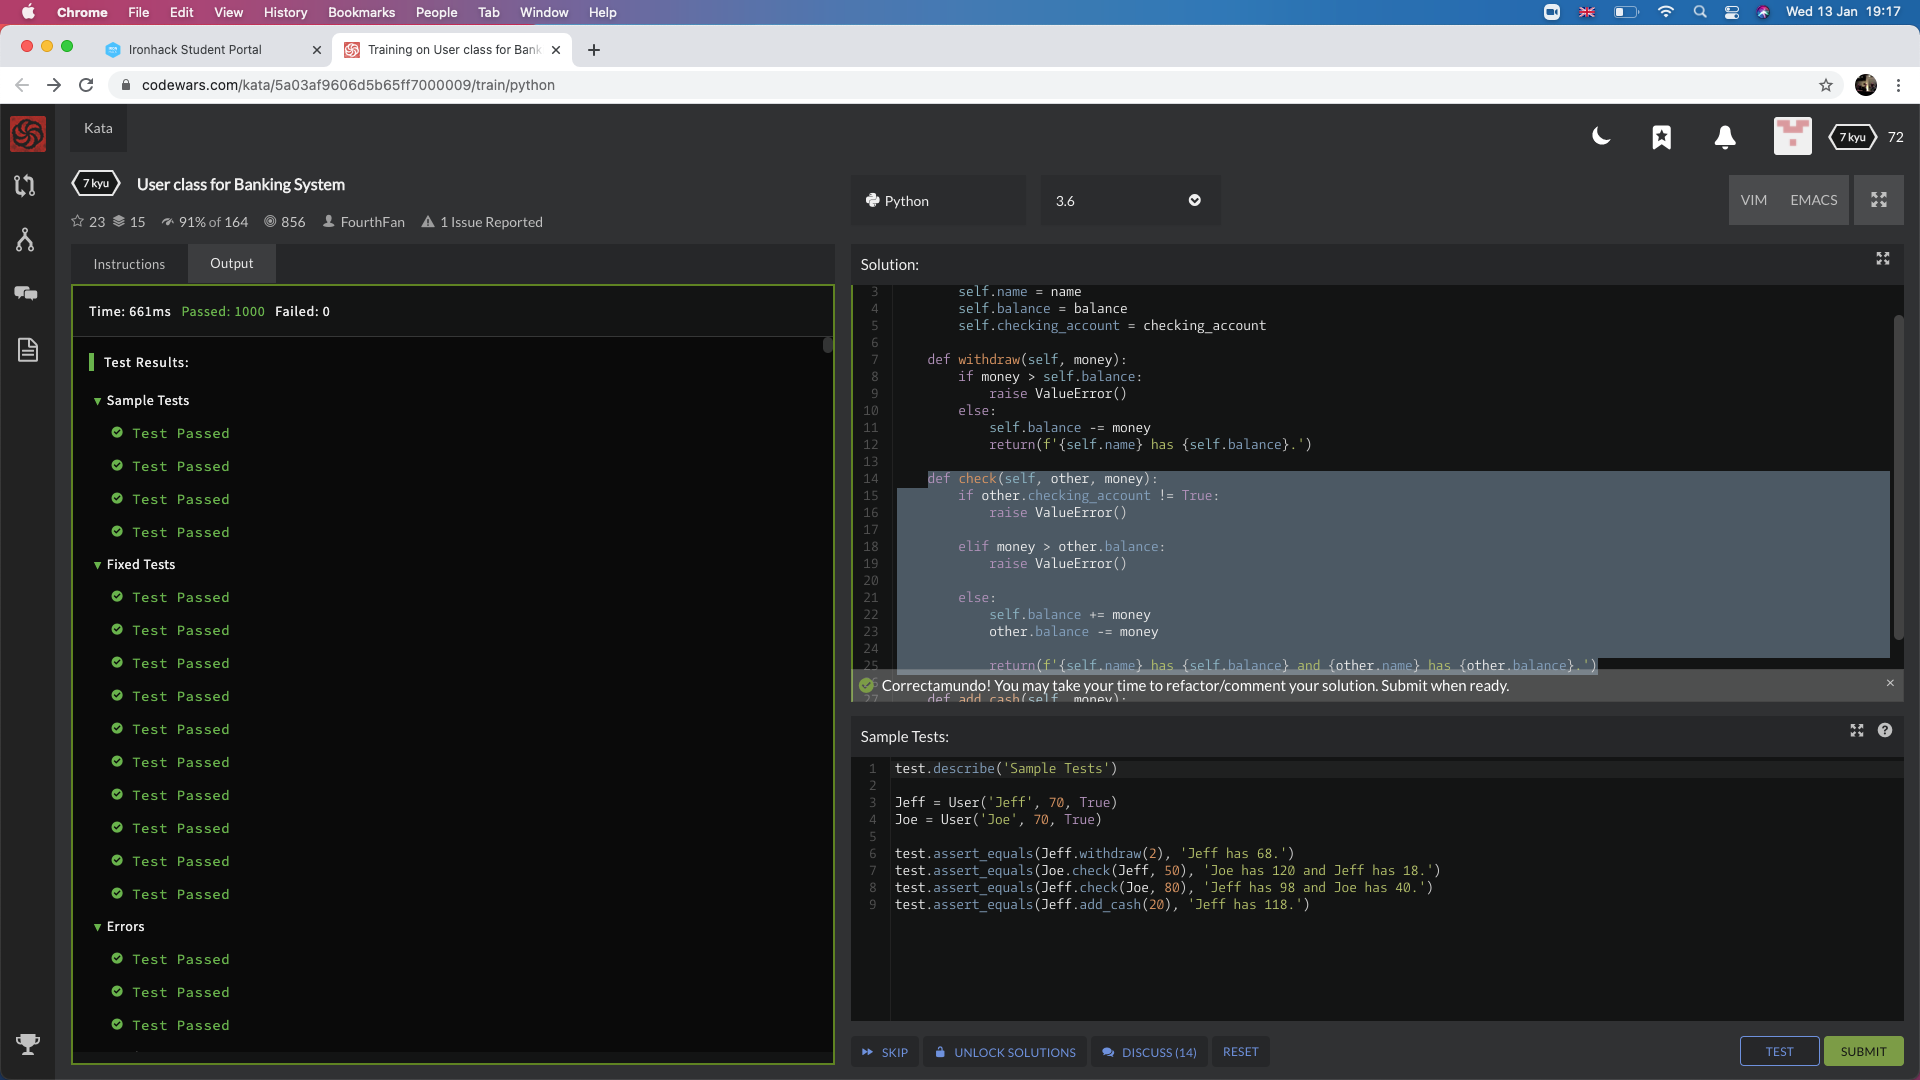 Chrome File Edit View History Bookmarks People Tab Window Help Wed 13 Jan 19:17
Ironhack Student Portal Training on User class for Bank
codewars.com/kata/5a03af9606d5b65ff7000009/train/python
Kata
7 kyu 72
7 kyu User class for Banking System
23 15 91% of 164 856 FourthFan 1 Issue Reported
Python 3.6 VIM EMACS
Instructions Output
Time: 661ms Passed: 1000 Failed: 0
Test Results:
Sample Tests
Test Passed
Test Passed
Test Passed
Test Passed
Fixed Tests
Test Passed
Test Passed
Test Passed
Test Passed
Test Passed
Test Passed
Test Passed
Test Passed
Test Passed
Test Passed
Errors
Test Passed
Test Passed
Test Passed
Solution:
3 self.name = name
4 self.balance = balance
5 self.checking_account = checking_account
6
7 def withdraw(self, money):
8 if money > self.balance:
9 raise ValueError()
10 else:
11 self.balance -= money
12 return(f'{self.name} has {self.balance}.')
13
14 def check(self, other, money):
15 if other.checking_account != True:
16 raise ValueError()
17
18 elif money > other.balance:
19 raise ValueError()
20
21 else:
22 self.balance += money
23 other.balance -= money
24
25 return(f'{self.name} has {self.balance} and {other.name} has {other.balance}.')
Correctamundo! You may take your time to refactor/comment your solution. Submit when ready.
27 def add_cash(self, money):
Sample Tests:
1 test.describe('Sample Tests')
2
3 Jeff = User('Jeff', 70, True)
4 Joe = User('Joe', 70, True)
5
6 test.assert_equals(Jeff.withdraw(2), 'Jeff has 68.')
7 test.assert_equals(Joe.check(Jeff, 50), 'Joe has 120 and Jeff has 18.')
8 test.assert_equals(Jeff.check(Joe, 80), 'Jeff has 98 and Joe has 40.')
9 test.assert_equals(Jeff.add_cash(20), 'Jeff has 118.')
SKIP UNLOCK SOLUTIONS DISCUSS (14) RESET TEST SUBMIT